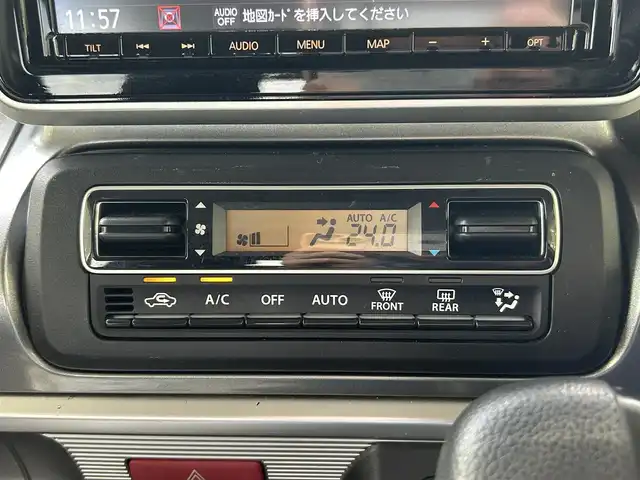 11:57 AUDIO OFF 地図ｶｰﾄﾞを挿入してください
TILT AUDIO MENU MAP − + OPT
AUTO A/C
24.0
A/C OFF AUTO FRONT REAR